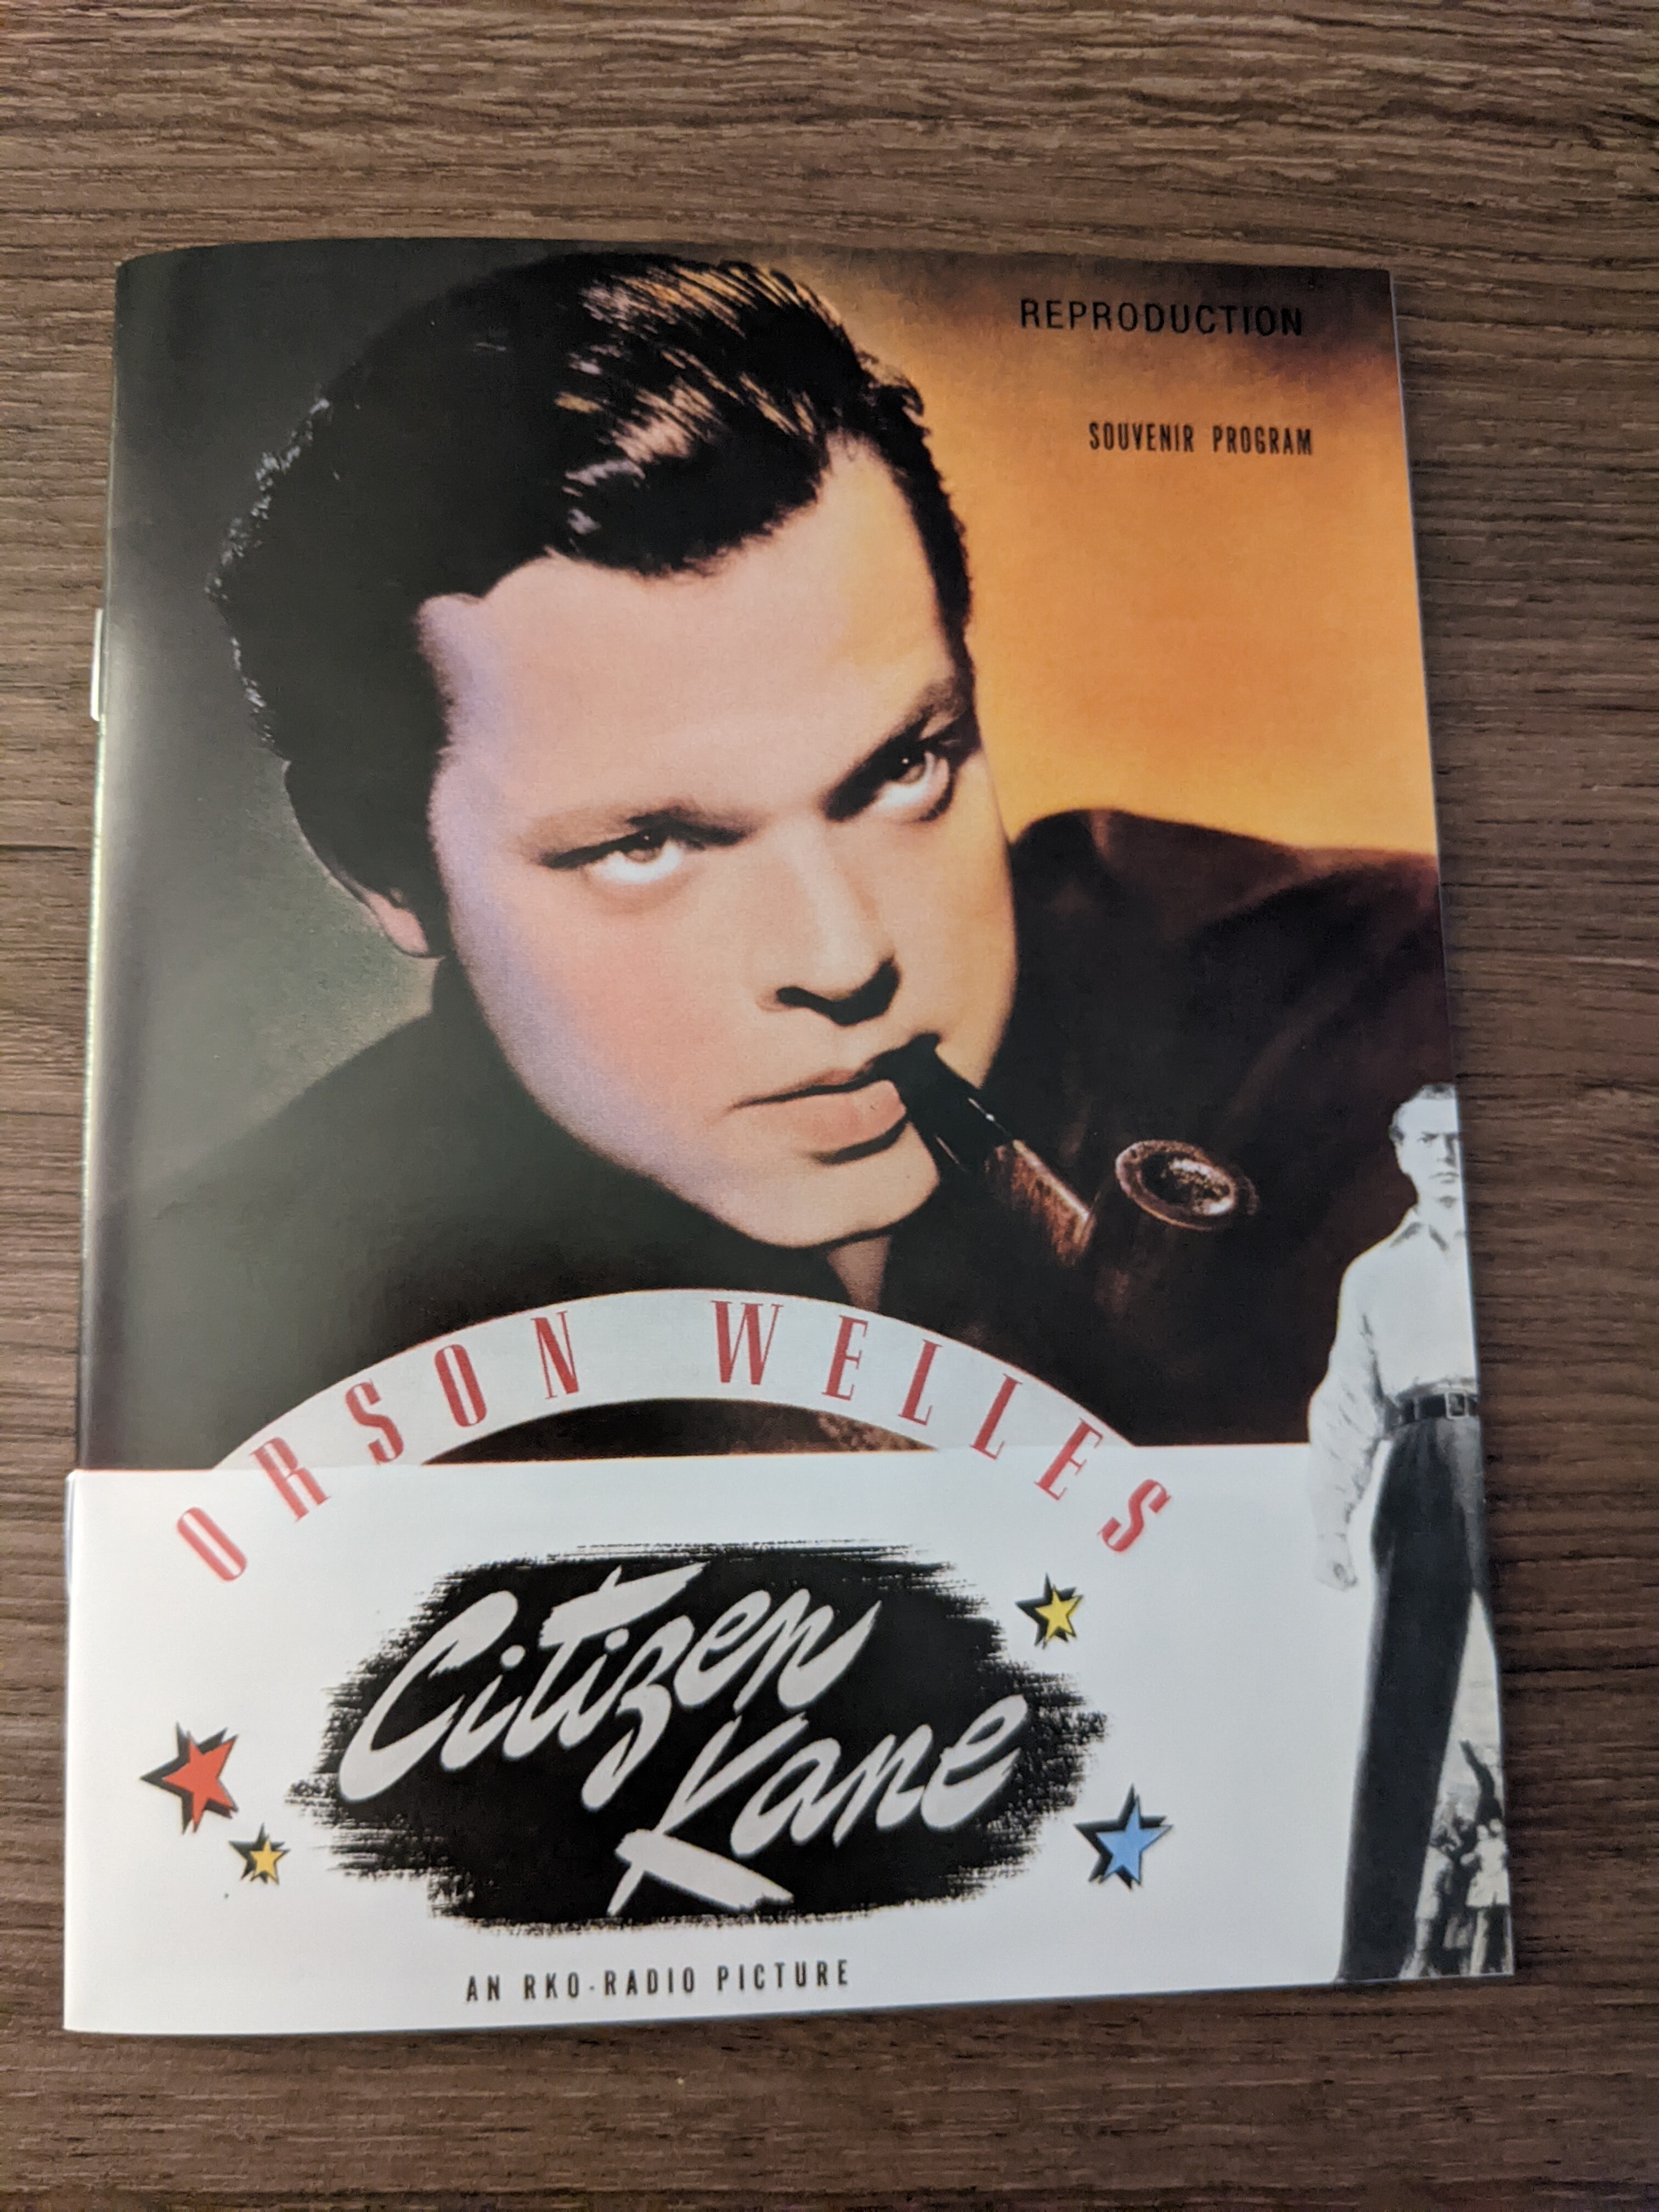 REPRODUCTION
SOUVENIR PROGRAM
ORSON WELLES
Citizen
Kane
AN RKO-RADIO PICTURE